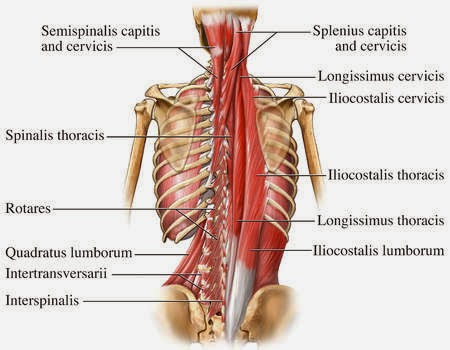 Semispinalis capitis
and cervicis
Spinalis thoracis
Rotares
Quadratus lumborum
Intertransversarii
Interspinalis
Splenius capitis
and cervicis
Longissimus cervicis
Iliocostalis cervicis
Iliocostalis thoracis
Longissimus thoracis
Iliocostalis lumborum